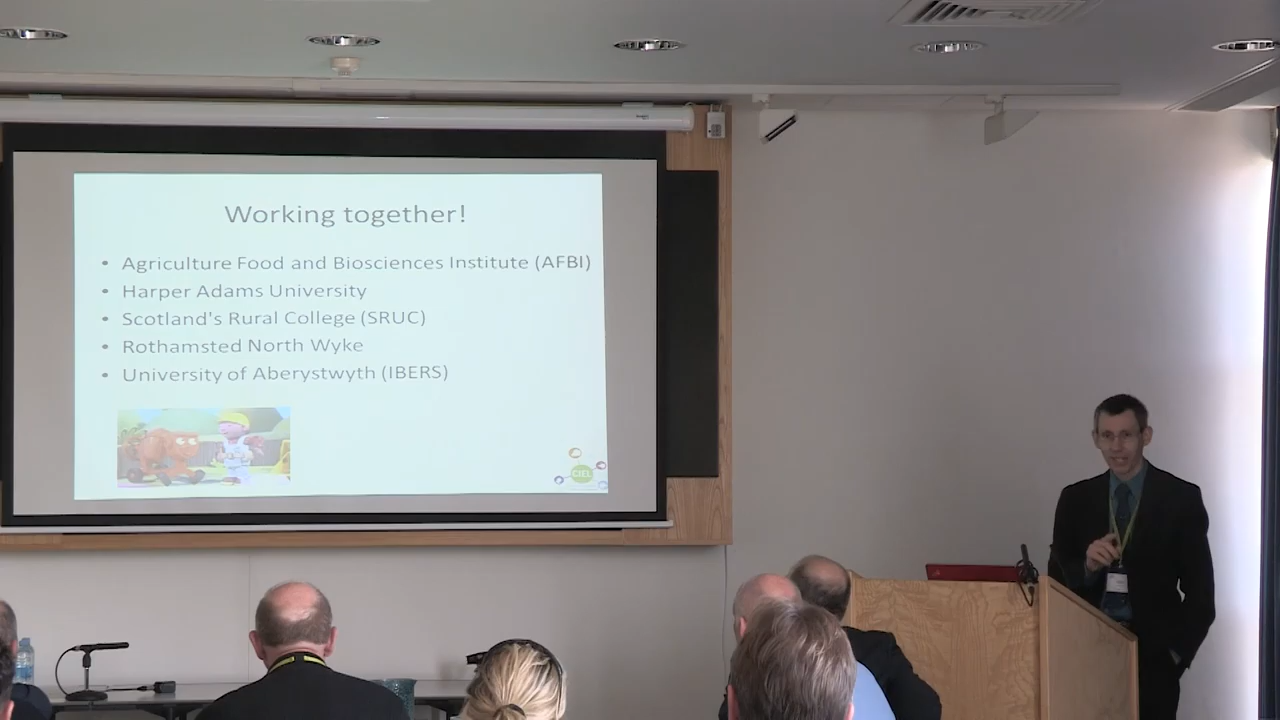 Working together!
• Agriculture Food and Biosciences Institute (AFBI)
• Harper Adams University
• Scotland's Rural College (SRUC)
• Rothamsted North Wyke
• University of Aberystwyth (IBERS)
CIEL